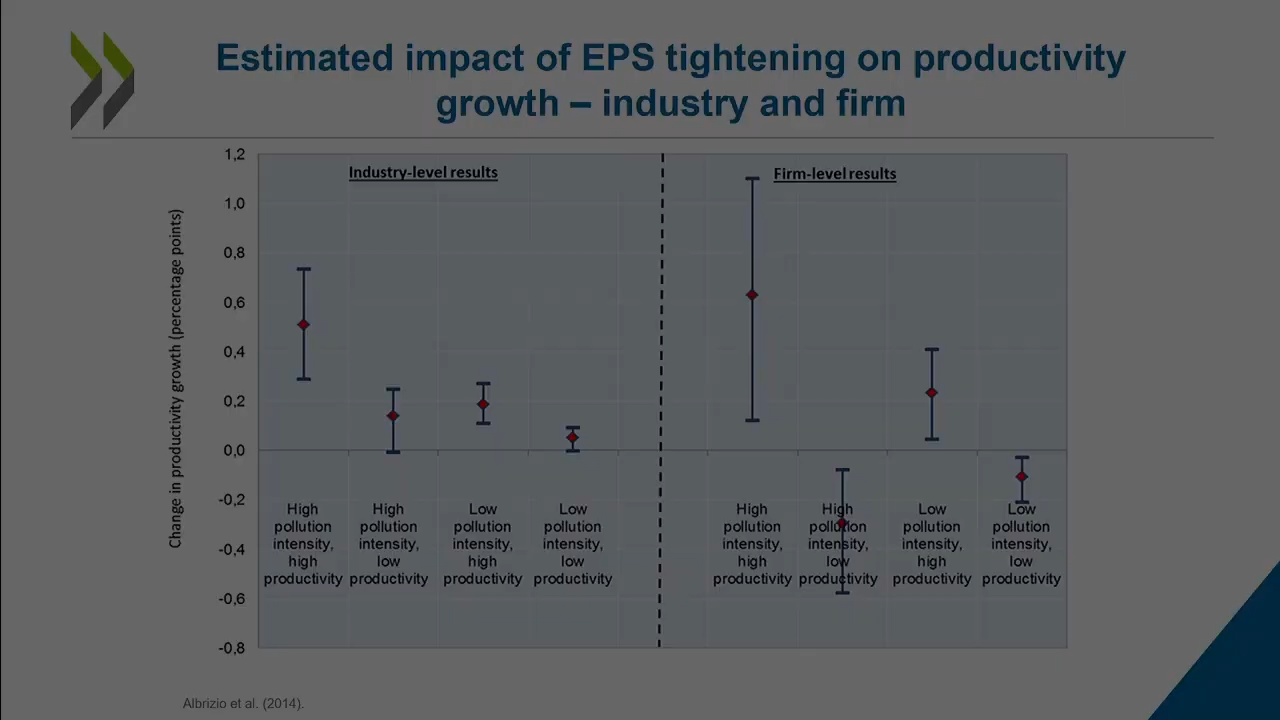 Estimated impact of EPS tightening on productivity
growth – industry and firm
Change in productivity growth (percentage points)
1,2
1,0
0,8
0,6
0,4
0,2
0,0
-0,2
-0,4
-0,6
-0,8
Industry-level results
High
pollution
intensity,
high
productivity
High
pollution
intensity,
low
productivity
Low
pollution
intensity,
high
productivity
Low
pollution
intensity,
low
productivity
Firm-level results
High
pollution
intensity,
high
productivity
High
pollution
intensity,
low
productivity
Low
pollution
intensity,
high
productivity
Low
pollution
intensity,
low
productivity
Albrizio et al. (2014).